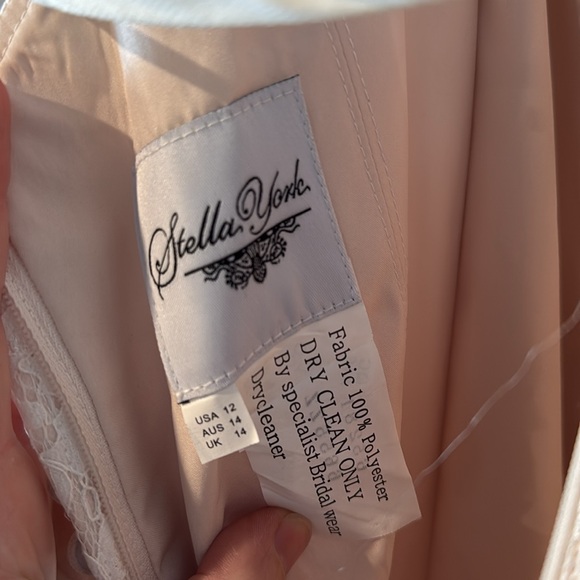 Stella York
USA 12
AUS 14
UK 14
Fabric 100% Polyester
DRY CLEAN ONLY
By specialist Bridal wear
Drycleaner